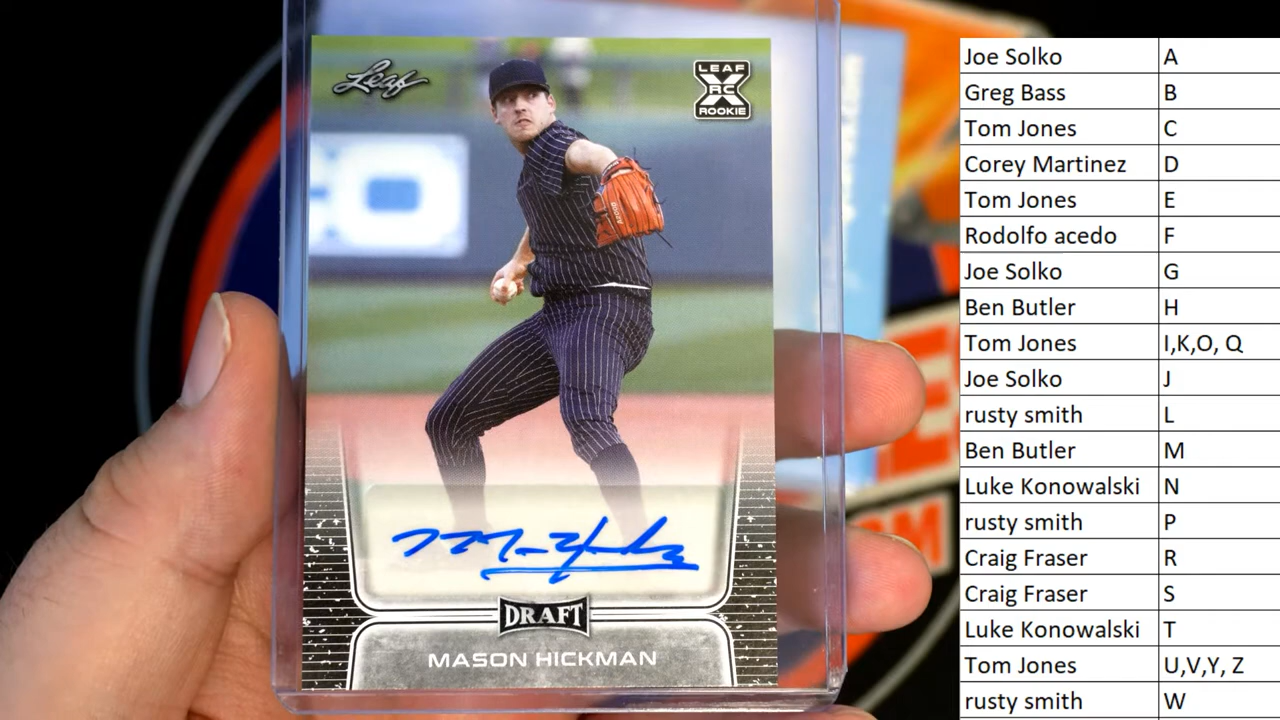 Leaf
LEAF
RC
ROOKIE
DRAFT
MASON HICKMAN
Joe Solko A
Greg Bass B
Tom Jones C
Corey Martinez D
Tom Jones E
Rodolfo acedo F
Joe Solko G
Ben Butler H
Tom Jones I,K,O, Q
Joe Solko J
rusty smith L
Ben Butler M
Luke Konowalski N
rusty smith P
Craig Fraser R
Craig Fraser S
Luke Konowalski T
Tom Jones U,V,Y, Z
rusty smith W